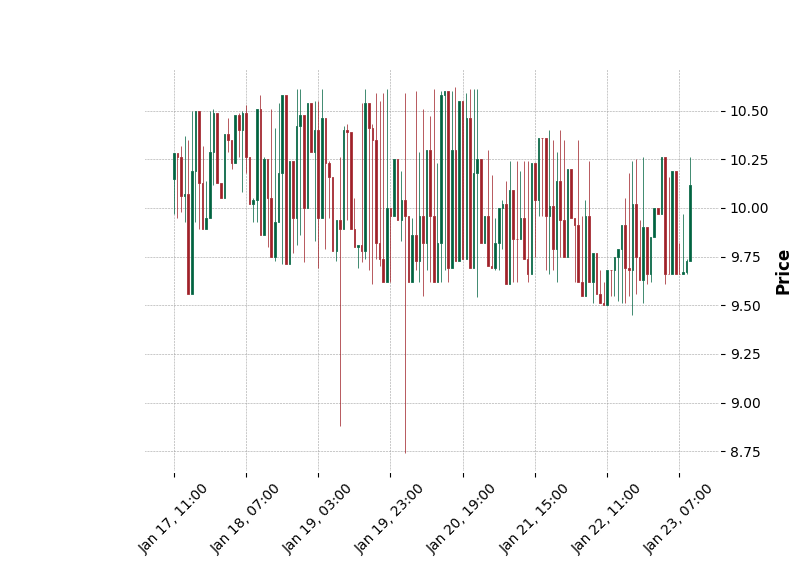 10.50
10.25
10.00
9.75
9.50
9.25
9.00
8.75
Price
Jan 17, 11:00
Jan 18, 07:00
Jan 19, 03:00
Jan 19, 23:00
Jan 20, 19:00
Jan 21, 15:00
Jan 22, 11:00
Jan 23, 07:00